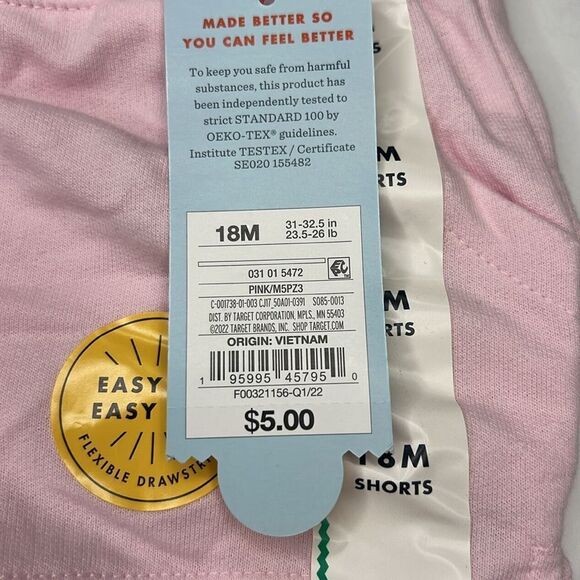 MADE BETTER SO
YOU CAN FEEL BETTER
To keep you safe from harmful
substances, this product has
been independently tested to
strict STANDARD 100 by
OEKO-TEX® guidelines.
Institute TESTEX / Certificate
SE020 155482
18M
31-32.5 in
23.5-26 lb
031 01 5472
PINK/M5PZ3
C-001738-01-003 CJ17_50A01-0391 S085-0013
DIST. BY TARGET CORPORATION, MPLS., MN 55403
©2022 TARGET BRANDS, INC. SHOP TARGET.COM
ORIGIN: VIETNAM
1 95995 45795 0
F00321156-Q1/22
$5.00
EASY
EASY
FLEXIBLE DRAWSTR
18M
SHORTS
M
RTS
M
RTS
18M
SHORTS